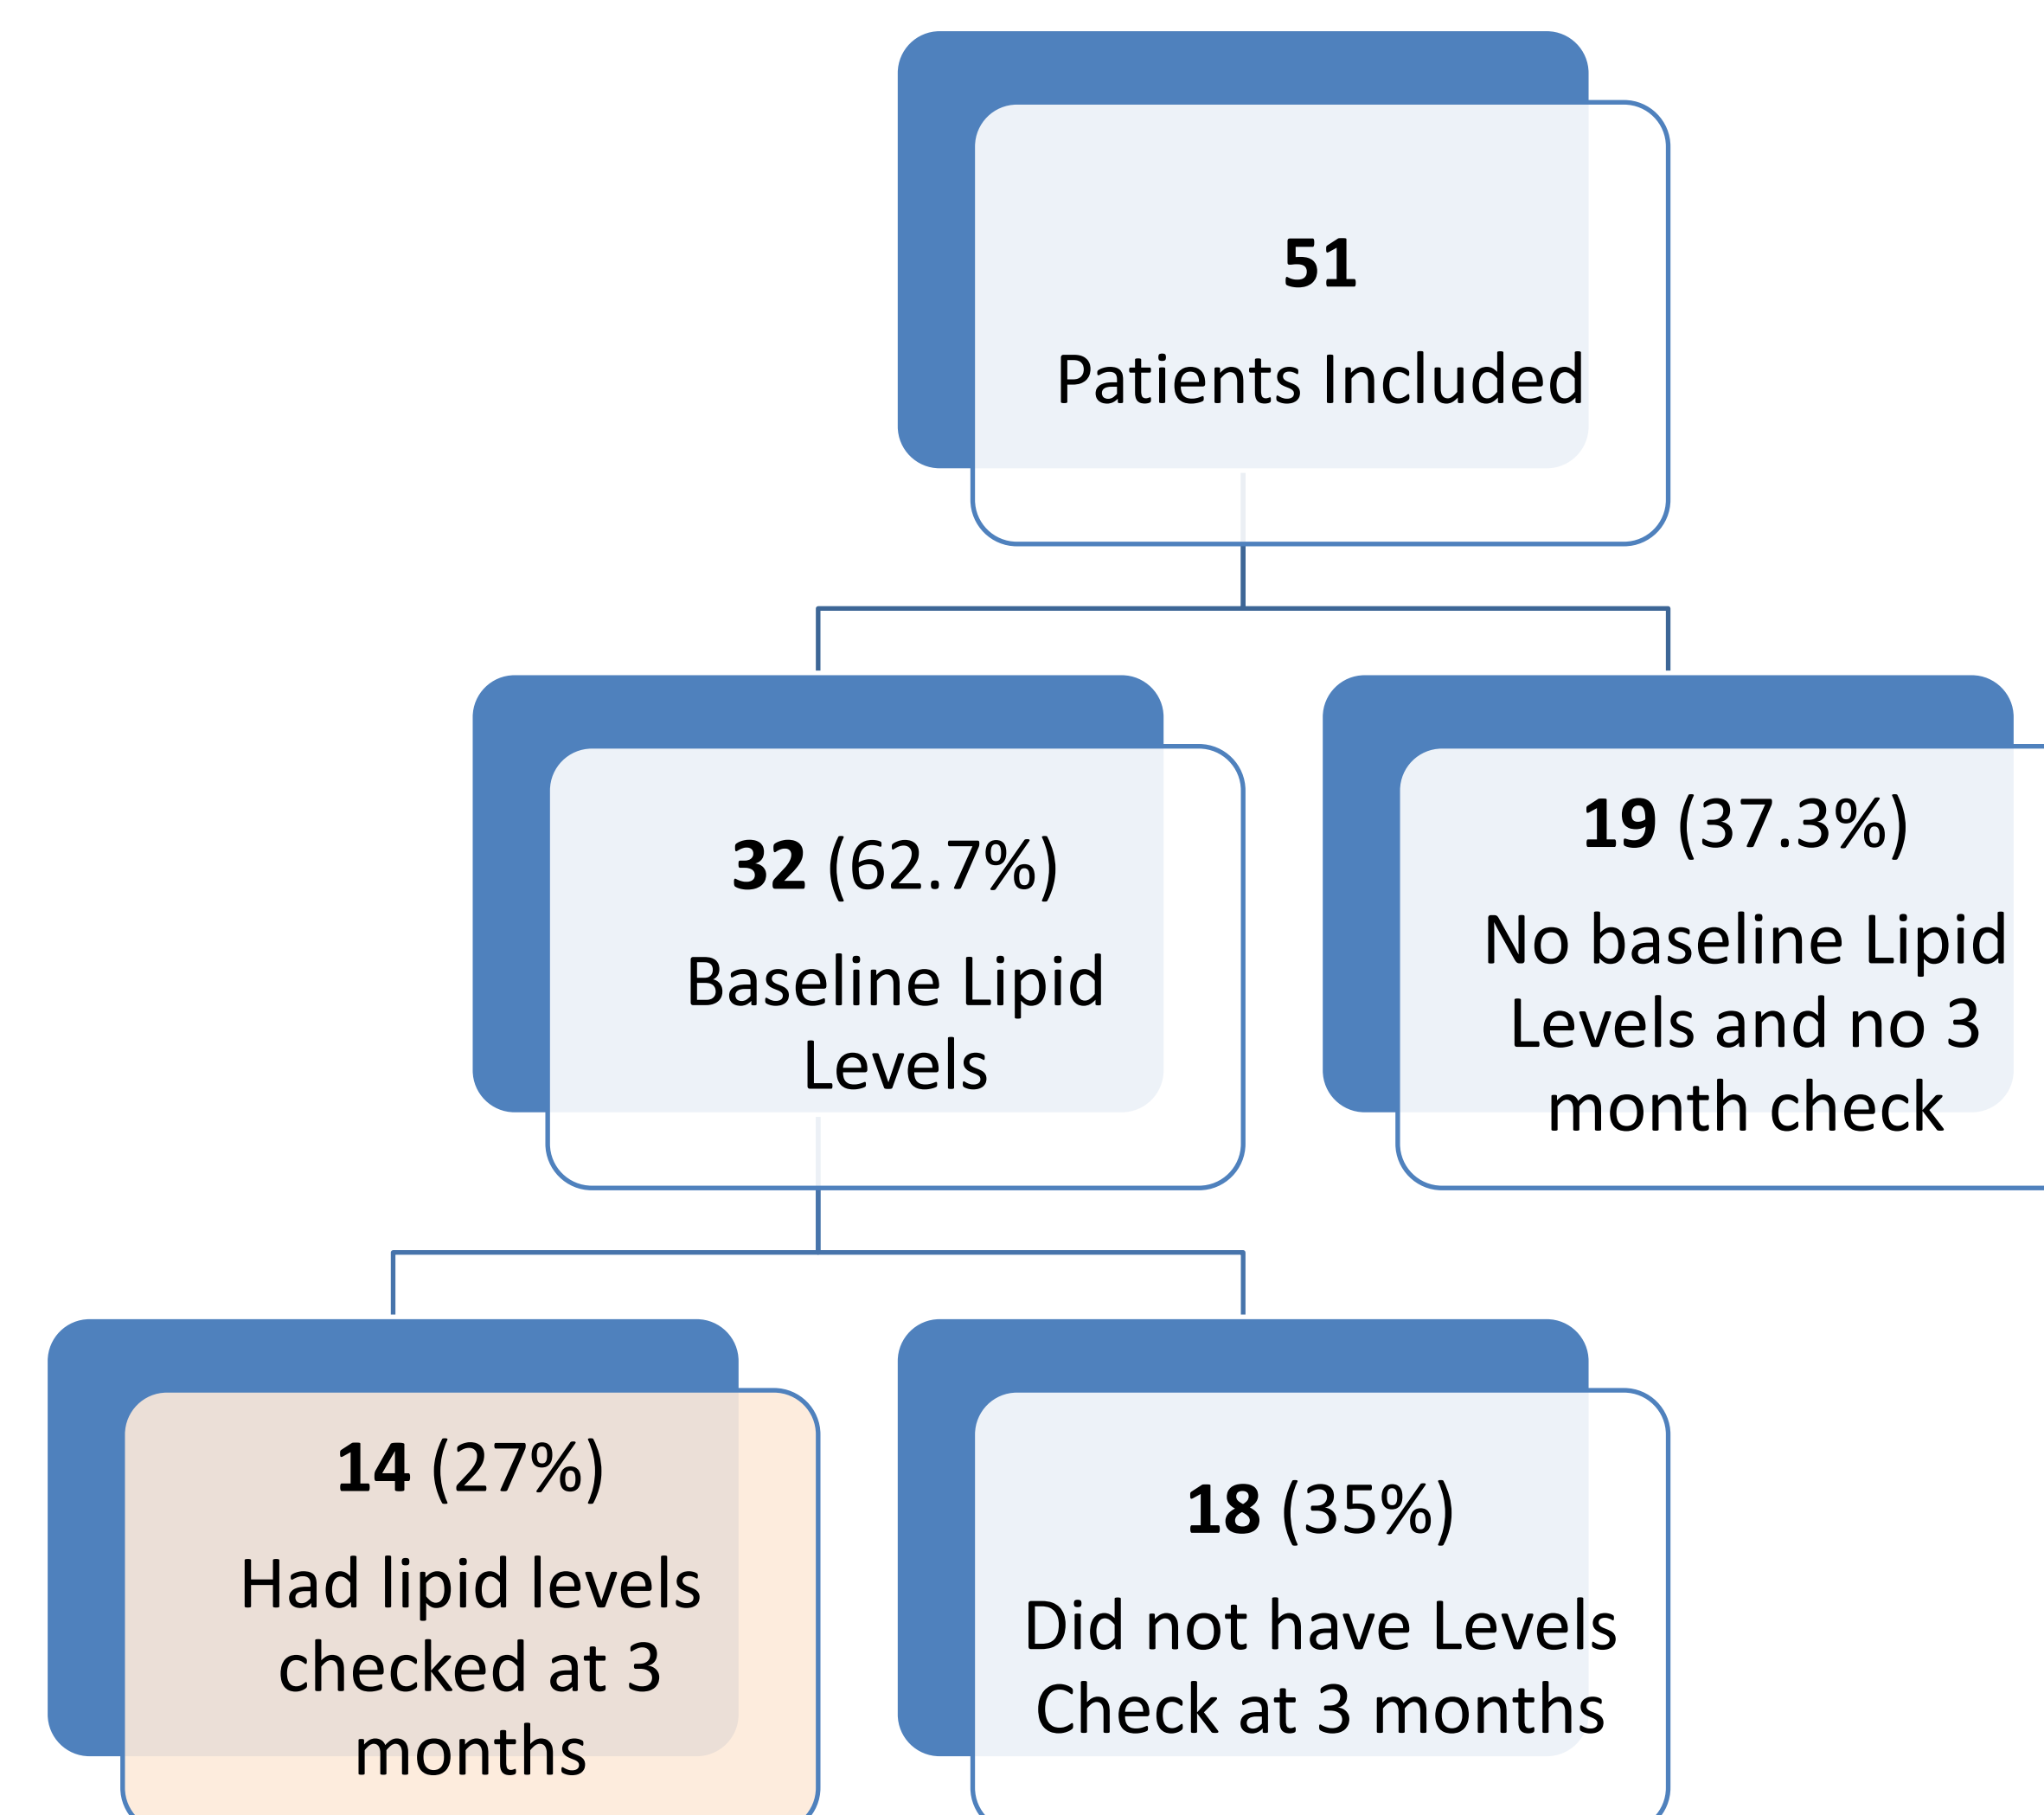 51
Patients Included
32 (62.7%)
Baseline Lipid
Levels
19 (37.3%)
No baseline Lipid
Levels and no 3
month check
14 (27%)
Had lipid levels
checked at 3
months
18 (35%)
Did not have Levels
Check at 3 months